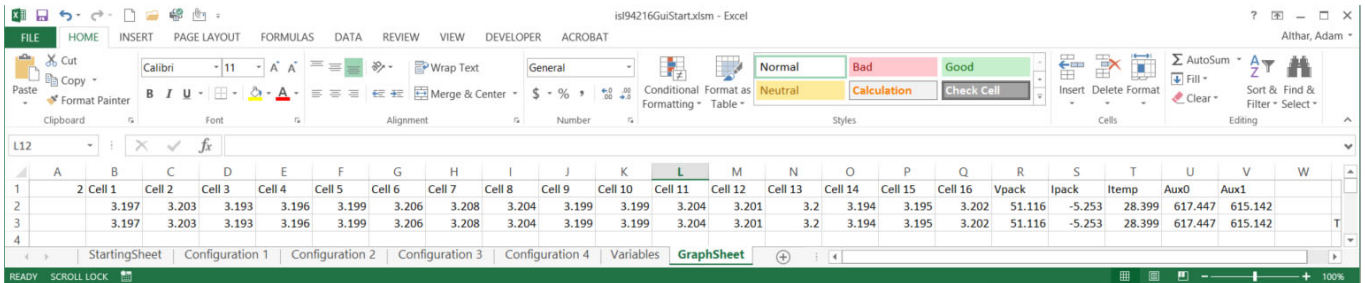 isl94216GuiStart.xlsm - Excel
FILE HOME INSERT PAGE LAYOUT FORMULAS DATA REVIEW VIEW DEVELOPER ACROBAT Althar, Adam
Paste Cut Copy Format Painter
Calibri 11
B I U
Wrap Text
Merge & Center
General
$ % ,
Conditional Formatting Format as Table
Normal Bad Good
Neutral Calculation Check Cell
Insert Delete Format
AutoSum Fill Clear
Sort & Filter Find & Select
Clipboard Font Alignment Number Styles Cells Editing
L12 fx
A B C D E F G H I J K L M N O P Q R S T U V W
1 2 Cell 1 Cell 2 Cell 3 Cell 4 Cell 5 Cell 6 Cell 7 Cell 8 Cell 9 Cell 10 Cell 11 Cell 12 Cell 13 Cell 14 Cell 15 Cell 16 Vpack Ipack Itemp Aux0 Aux1
2 3.197 3.203 3.193 3.196 3.199 3.206 3.208 3.204 3.199 3.199 3.204 3.201 3.2 3.194 3.195 3.202 51.116 -5.253 28.399 617.447 615.142
3 3.197 3.203 3.193 3.196 3.199 3.206 3.208 3.204 3.199 3.199 3.204 3.201 3.2 3.194 3.195 3.202 51.116 -5.253 28.399 617.447 615.142 T
4
StartingSheet Configuration 1 Configuration 2 Configuration 3 Configuration 4 Variables GraphSheet
READY SCROLL LOCK 100%